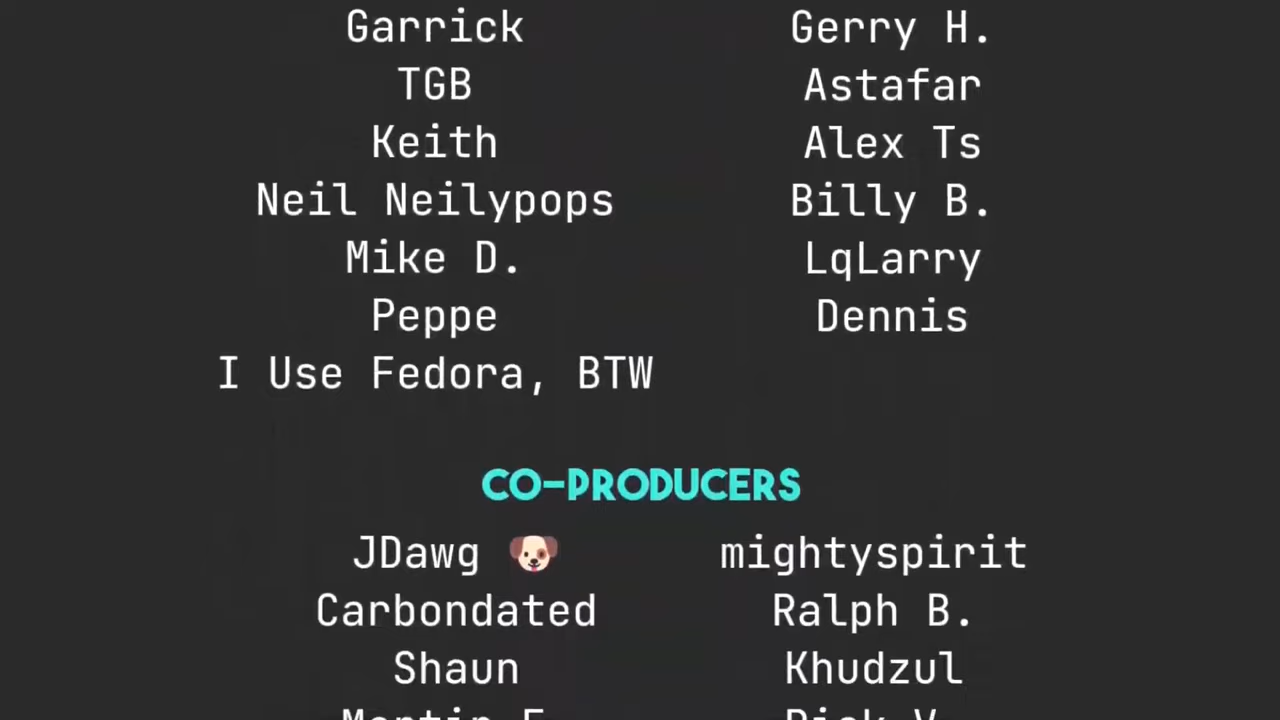 Garrick Gerry H.
TGB Astafar
Keith Alex Ts
Neil Neilypops Billy B.
Mike D. LqLarry
Peppe Dennis
I Use Fedora, BTW
CO-PRODUCERS
JDawg 🐶 mightyspirit
Carbondated Ralph B.
Shaun Khudzul